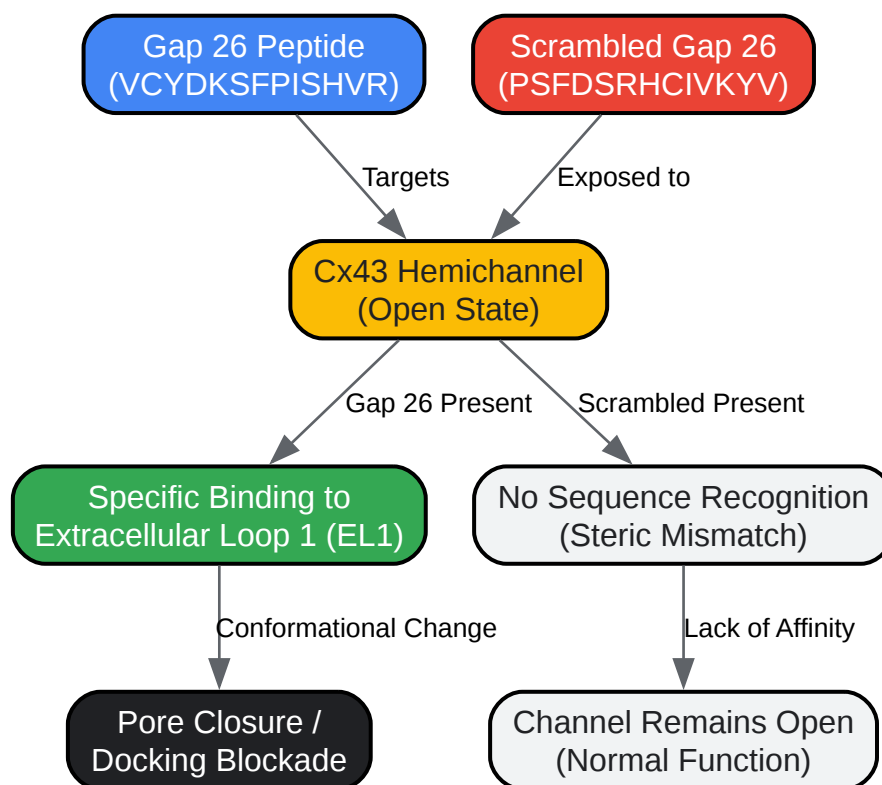 Gap 26 Peptide
(VCYDKSFPISHVR)
Scrambled Gap 26
(PSFDSRHCIVKYV)
Targets
Exposed to
Cx43 Hemichannel
(Open State)
Gap 26 Present
Scrambled Present
Specific Binding to
Extracellular Loop 1 (EL1)
No Sequence Recognition
(Steric Mismatch)
Conformational Change
Lack of Affinity
Pore Closure /
Docking Blockade
Channel Remains Open
(Normal Function)